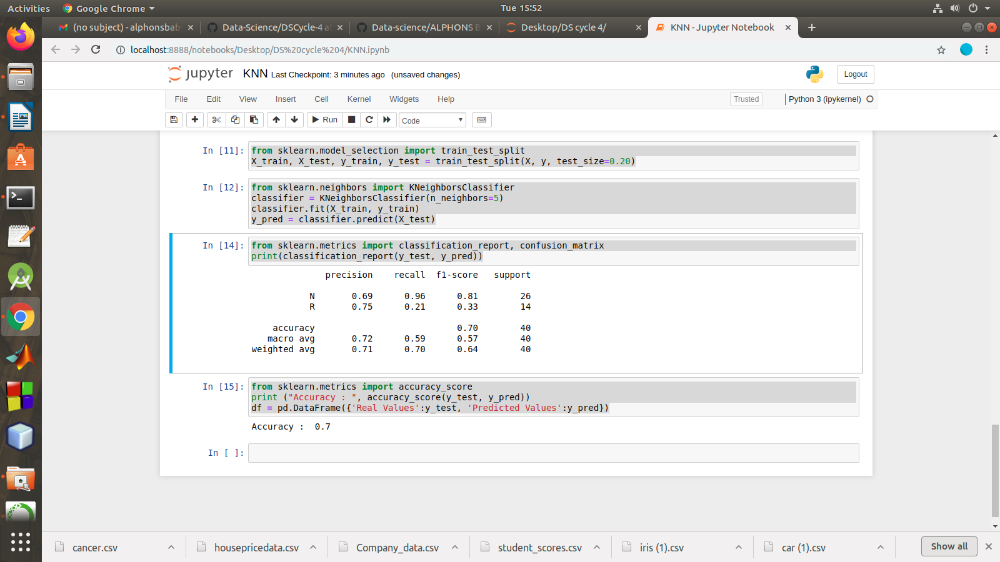 Activities
Google Chrome
Tue 15:52
(no subject) - alphonsbab
Data-Science/DSCycle-4 a
Data-science/ALPHONS B
Desktop/DS cycle 4/
KNN - Jupyter Notebook
localhost:8888/notebooks/Desktop/DS%20cycle%204/KNN.ipynb
jupyter KNN Last Checkpoint: 3 minutes ago (unsaved changes)
Logout
File Edit View Insert Cell Kernel Widgets Help
Trusted
Python 3 (ipykernel)
Run
Code
In [11]:
from sklearn.model_selection import train_test_split
X_train, X_test, y_train, y_test = train_test_split(X, y, test_size=0.20)
In [12]:
from sklearn.neighbors import KNeighborsClassifier
classifier = KNeighborsClassifier(n_neighbors=5)
classifier.fit(X_train, y_train)
y_pred = classifier.predict(X_test)
In [14]:
from sklearn.metrics import classification_report, confusion_matrix
print(classification_report(y_test, y_pred))
precision recall f1-score support
N 0.69 0.96 0.81 26
R 0.75 0.21 0.33 14
accuracy 0.70 40
macro avg 0.72 0.59 0.57 40
weighted avg 0.71 0.70 0.64 40
In [15]:
from sklearn.metrics import accuracy_score
print ("Accuracy : ", accuracy_score(y_test, y_pred))
df = pd.DataFrame({'Real Values':y_test, 'Predicted Values':y_pred})
Accuracy : 0.7
In [ ]:
cancer.csv
housepricedata.csv
Company_data.csv
student_scores.csv
iris (1).csv
car (1).csv
Show all